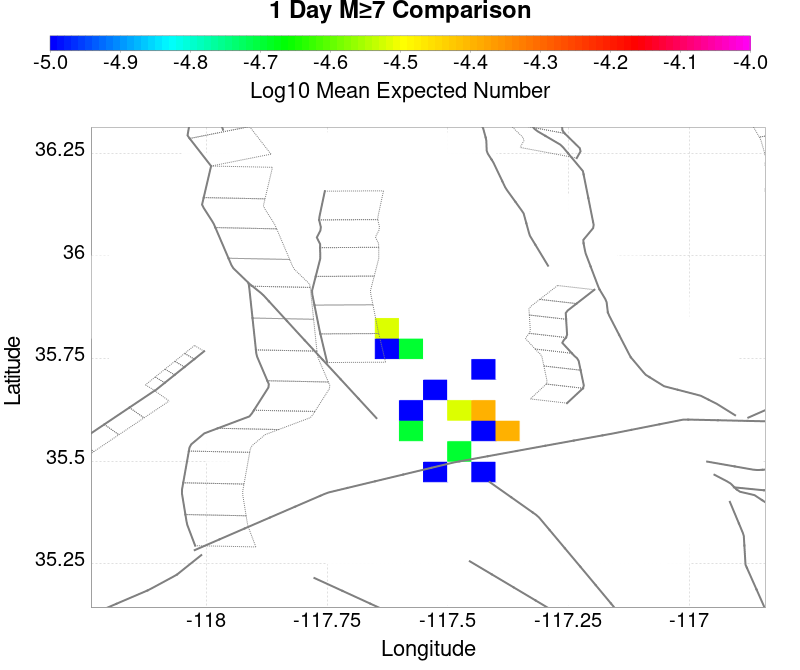 1 Day M≥7 Comparison
-5.0 -4.9 -4.8 -4.7 -4.6 -4.5 -4.4 -4.3 -4.2 -4.1 -4.0
Log10 Mean Expected Number
36.25
36
35.75
35.5
35.25
Latitude
-118 -117.75 -117.5 -117.25 -117
Longitude